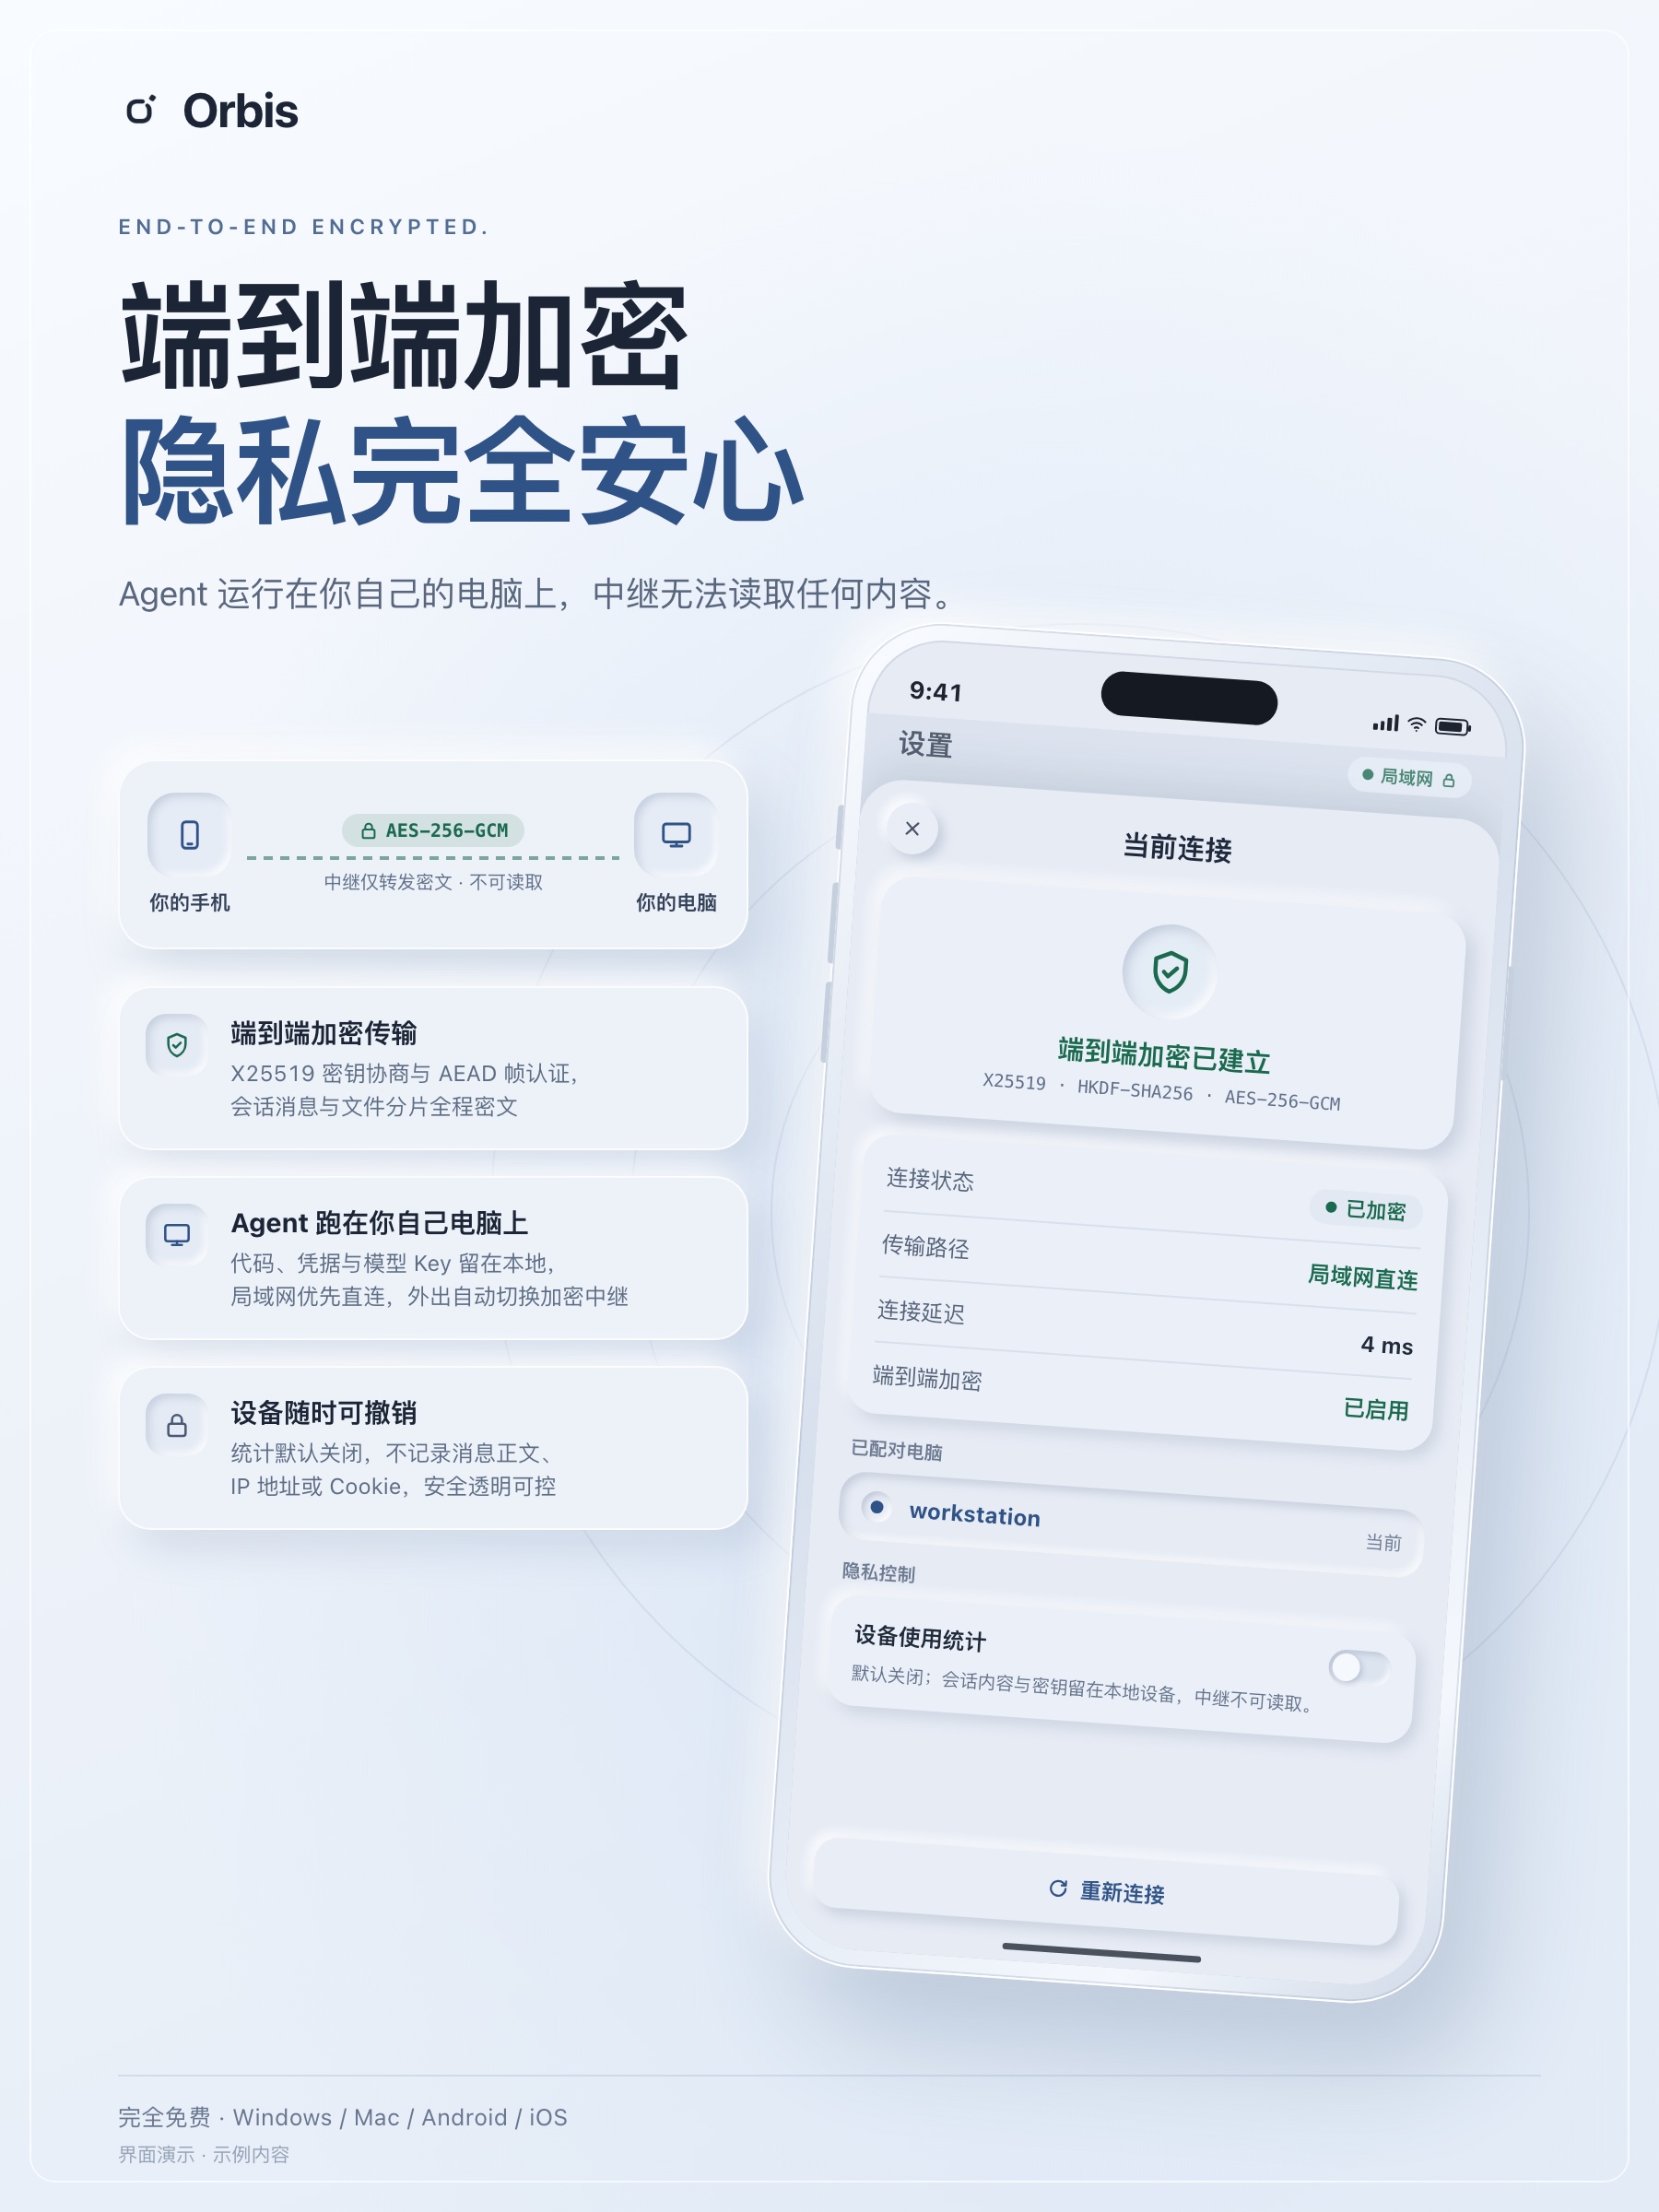 Orbis
END-TO-END ENCRYPTED.
端到端加密
隐私完全安心
Agent 运行在你自己的电脑上，中继无法读取任何内容。
AES-256-GCM
中继仅转发密文 · 不可读取
你的手机
你的电脑
端到端加密传输
X25519 密钥协商与 AEAD 帧认证，
会话消息与文件分片全程密文
Agent 跑在你自己电脑上
代码、凭据与模型 Key 留在本地，
局域网优先直连，外出自动切换加密中继
设备随时可撤销
统计默认关闭，不记录消息正文、
IP 地址或 Cookie，安全透明可控
9:41
设置
局域网
当前连接
端到端加密已建立
X25519 · HKDF-SHA256 · AES-256-GCM
连接状态
已加密
传输路径
局域网直连
连接延迟
4 ms
端到端加密
已启用
已配对电脑
workstation
当前
隐私控制
设备使用统计
默认关闭；会话内容与密钥留在本地设备，中继不可读取。
重新连接
完全免费 · Windows / Mac / Android / iOS
界面演示 · 示例内容